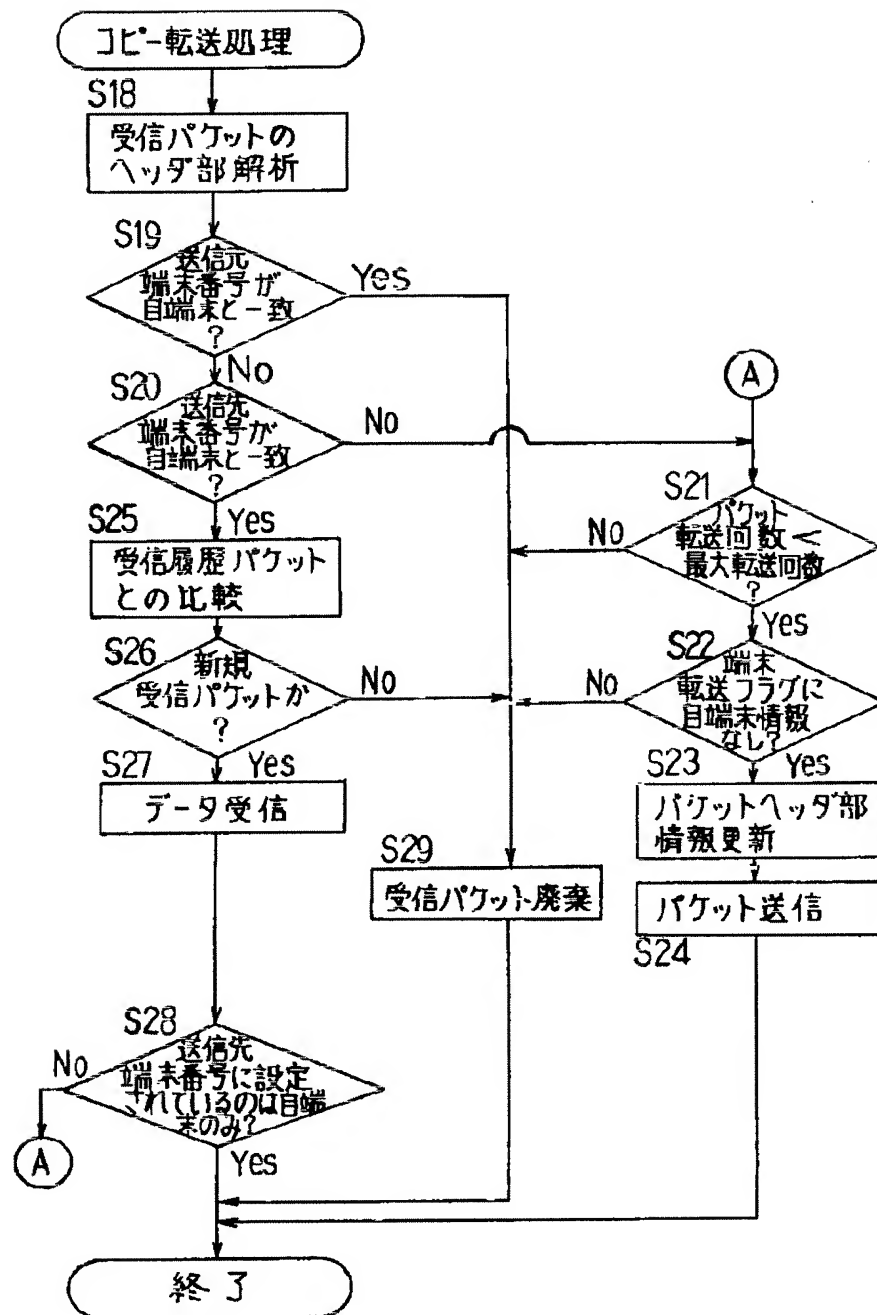 コピー転送処理
S18
受信パケットの
ヘッダ部解析
S19
送信元
端末番号が
自端末と一致
?
Yes
No
S20
送信先
端末番号が
自端末と一致
?
No
Yes
A
S21
パケット
転送回数<
最大転送回数
?
No
Yes
S22
端末
転送フラグに
自端末情報
なし?
No
Yes
S23
パケットヘッダ部
情報更新
パケット送信
S24
S25
受信履歴パケット
との比較
S26
新規
受信パケットか
?
No
Yes
S27
データ受信
S29
受信パケット廃棄
S28
送信先
端末番号に設定
されているのは自端
末のみ?
No
A
Yes
終了